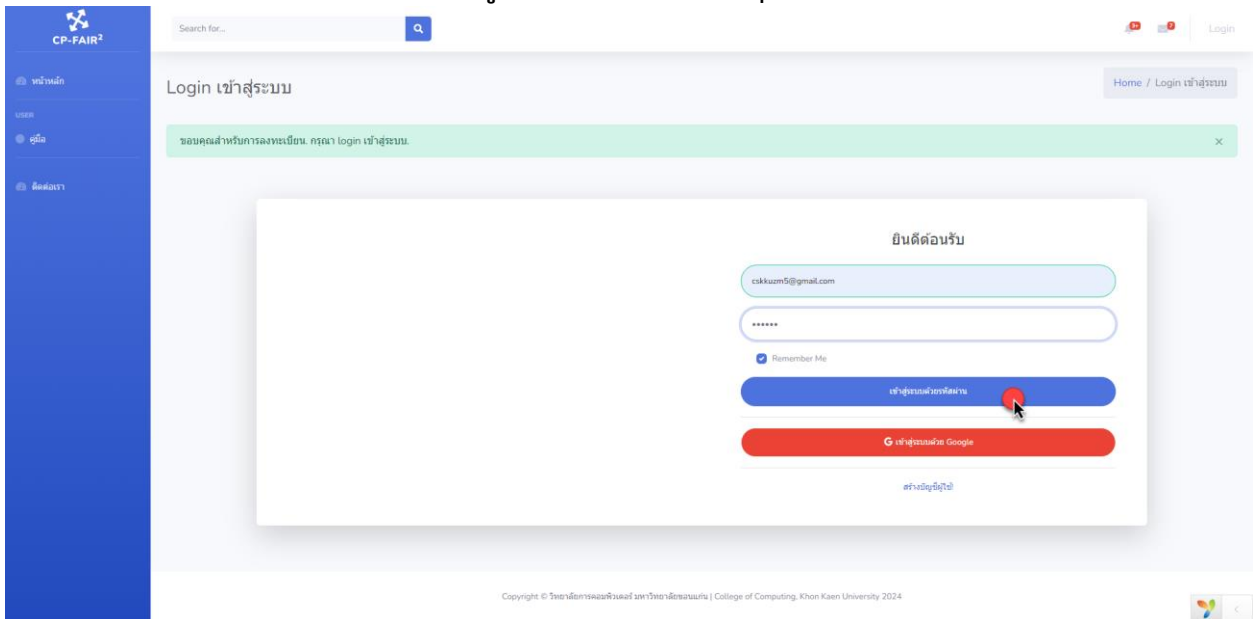 CP-FAIR²
Search for...
Login
หน้าหลัก
Login เข้าสู่ระบบ
Home / Login เข้าสู่ระบบ
USER
คู่มือ
ขอบคุณสำหรับการลงทะเบียน. กรุณา login เข้าสู่ระบบ.
ติดต่อเรา
ยินดีต้อนรับ
cskkuzm5@gmail.com
••••••
Remember Me
เข้าสู่ระบบด้วยรหัสผ่าน
G เข้าสู่ระบบด้วย Google
สร้างบัญชีผู้ใช้!
Copyright © วิทยาลัยการคอมพิวเตอร์ มหาวิทยาลัยขอนแก่น | College of Computing, Khon Kaen University 2024